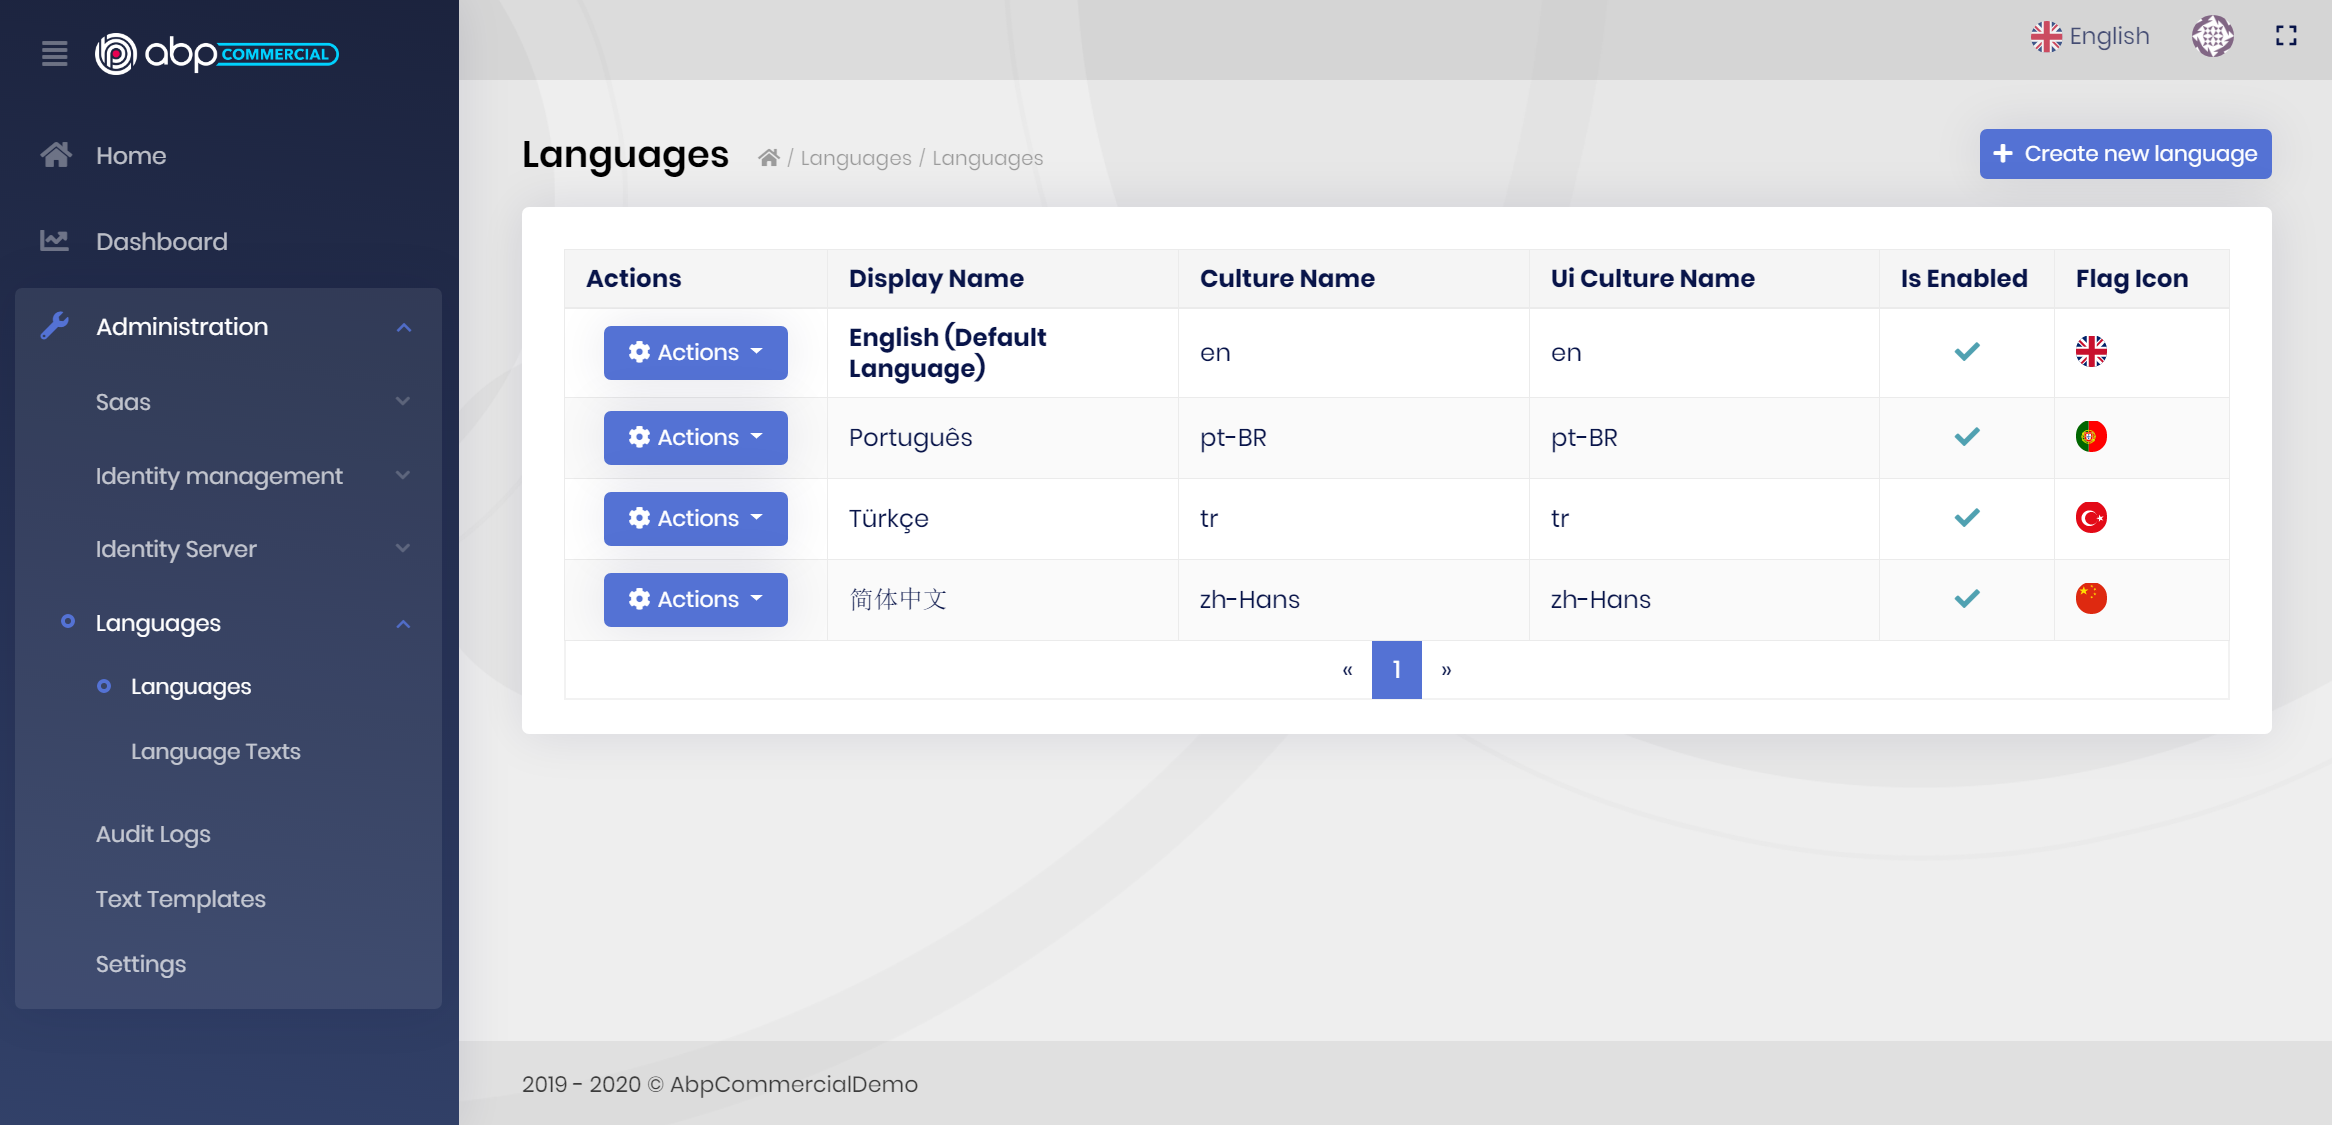 abp COMMERCIAL
English
Home
Dashboard
Administration
Saas
Identity management
Identity Server
Languages
Languages
Language Texts
Audit Logs
Text Templates
Settings
Languages / Languages / Languages
+ Create new language
Actions Display Name Culture Name Ui Culture Name Is Enabled Flag Icon
Actions English (Default Language) en en
Actions Português pt-BR pt-BR
Actions Türkçe tr tr
Actions 简体中文 zh-Hans zh-Hans
« 1 »
2019 - 2020 © AbpCommercialDemo